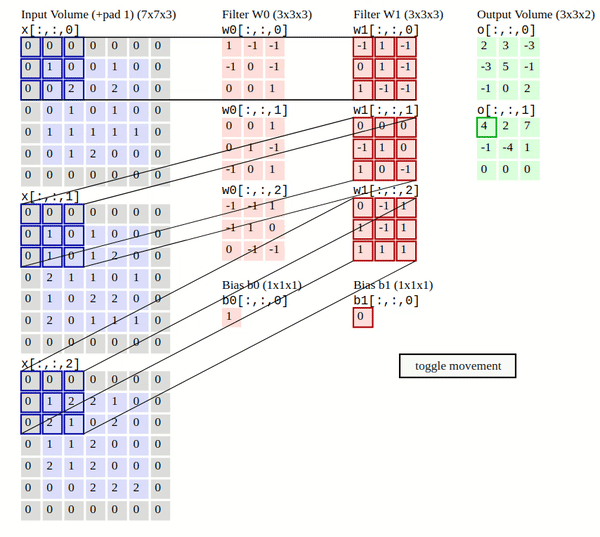 Input Volume (+pad 1) (7x7x3)
x[:,:,0]
0 0 0 0 0 0 0
0 1 0 0 1 0 0
0 0 2 0 2 0 0
0 0 1 0 1 0 0
0 1 1 1 1 1 0
0 0 1 2 0 0 0
0 0 0 0 0 0 0
x[:,:,1]
0 0 0 0 0 0 0
0 1 0 1 0 0 0
0 1 0 1 2 0 0
0 2 1 1 0 1 0
0 1 0 2 2 0 0
0 2 0 1 1 1 0
0 0 0 0 0 0 0
x[:,:,2]
0 0 0 0 0 0 0
0 1 2 2 1 0 0
0 2 1 0 2 0 0
0 1 1 2 0 0 0
0 2 1 2 0 0 0
0 0 0 2 2 2 0
0 0 0 0 0 0 0
Filter W0 (3x3x3)
w0[:,:,0]
1 -1 -1
-1 0 -1
0 0 1
w0[:,:,1]
0 0 1
0 1 -1
-1 0 1
w0[:,:,2]
-1 -1 1
-1 1 0
0 -1 -1
Bias b0 (1x1x1)
b0[:,:,0]
1
Filter W1 (3x3x3)
w1[:,:,0]
-1 1 -1
0 1 -1
1 -1 -1
w1[:,:,1]
0 0 0
-1 1 0
1 0 -1
w1[:,:,2]
0 -1 1
1 -1 1
1 1 1
Bias b1 (1x1x1)
b1[:,:,0]
0
Output Volume (3x3x2)
o[:,:,0]
2 3 -3
-3 5 -1
-1 0 2
o[:,:,1]
4 2 7
-1 -4 1
0 0 0
toggle movement